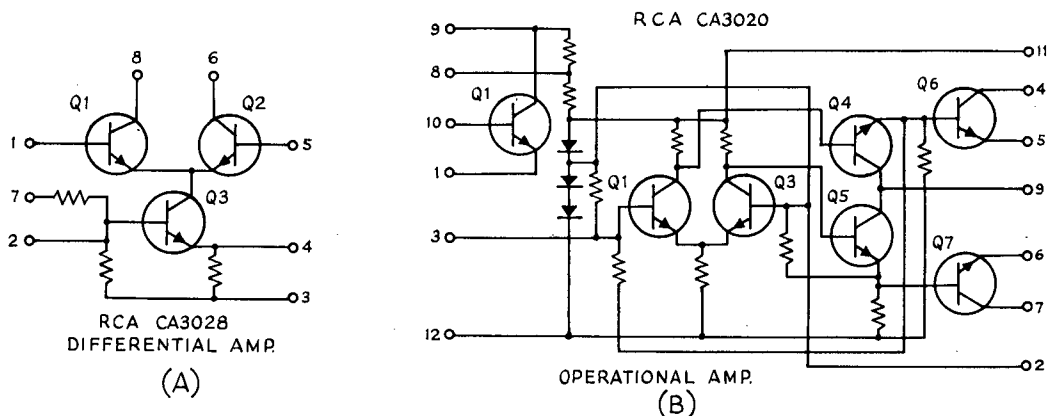 8
6
Q1
Q2
1
5
7
Q3
2
4
3
RCA CA3028
DIFFERENTIAL AMP.
(A)
RCA CA3020
9
11
8
Q1
Q4
Q6
4
10
5
1
Q1
Q3
Q5
9
3
Q7
6
7
12
2
OPERATIONAL AMP.
(B)